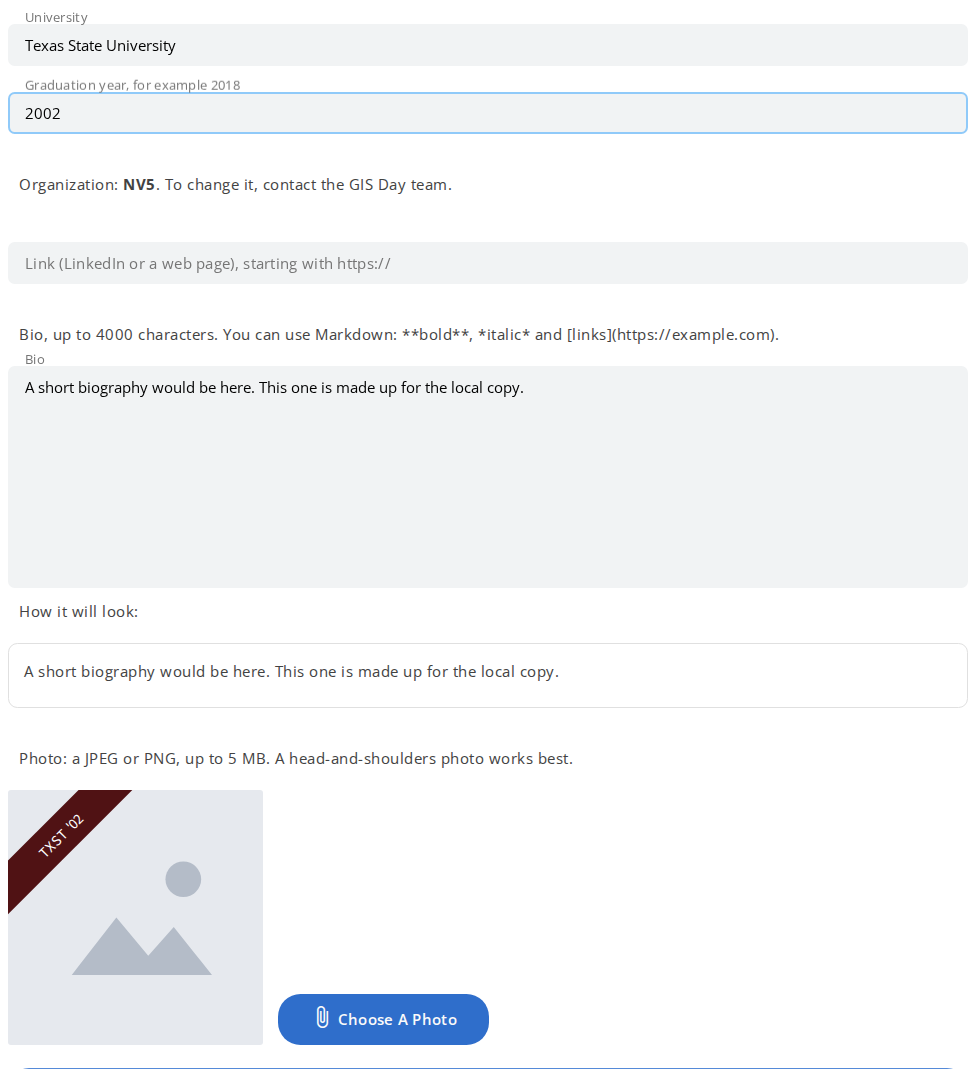 University
Texas State University
Graduation year, for example 2018
2002
Organization: NV5. To change it, contact the GIS Day team.
Link (LinkedIn or a web page), starting with https://
Bio, up to 4000 characters. You can use Markdown: **bold**, *italic* and [links](https://example.com).
Bio
A short biography would be here. This one is made up for the local copy.
How it will look:
A short biography would be here. This one is made up for the local copy.
Photo: a JPEG or PNG, up to 5 MB. A head-and-shoulders photo works best.
TXST '02
Choose A Photo